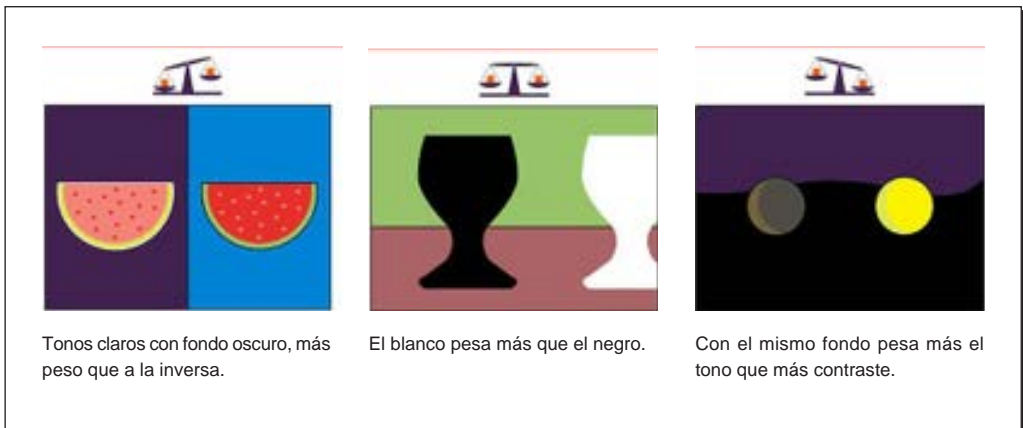 Tonos claros con fondo oscuro, más
peso que a la inversa.
El blanco pesa más que el negro.
Con el mismo fondo pesa más el
tono que más contraste.